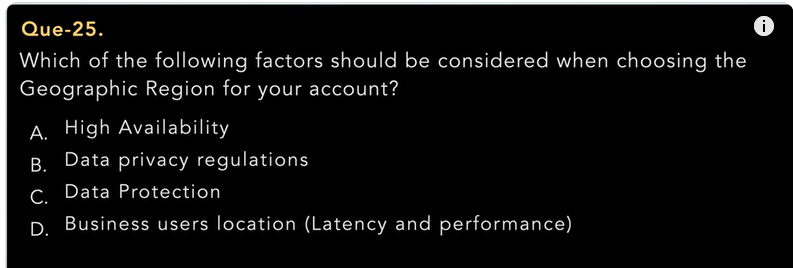 Que-25.
Which of the following factors should be considered when choosing the
Geographic Region for your account?
A. High Availability
B. Data privacy regulations
C. Data Protection
D. Business users location (Latency and performance)